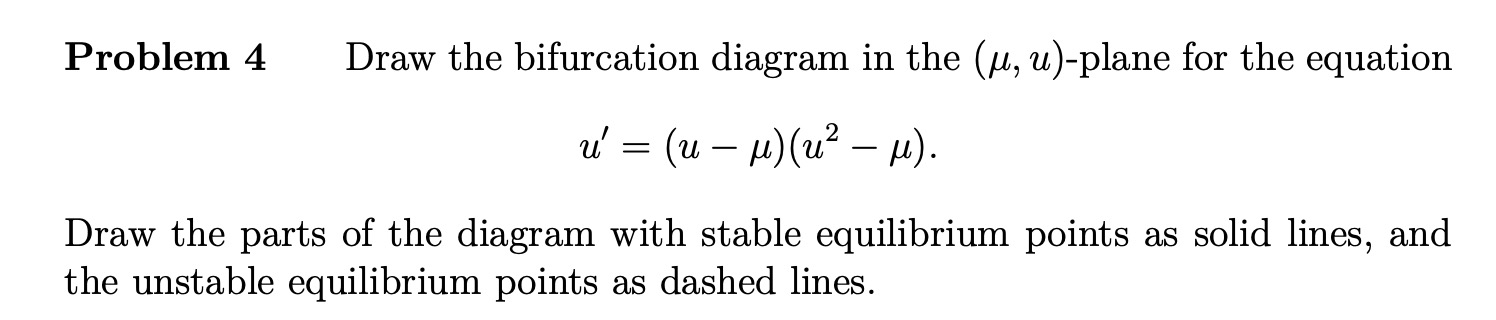 Problem 4 Draw the bifurcation diagram in the (μ, u)-plane for the equation
u′ = (u − μ)(u² − μ).
Draw the parts of the diagram with stable equilibrium points as solid lines, and
the unstable equilibrium points as dashed lines.